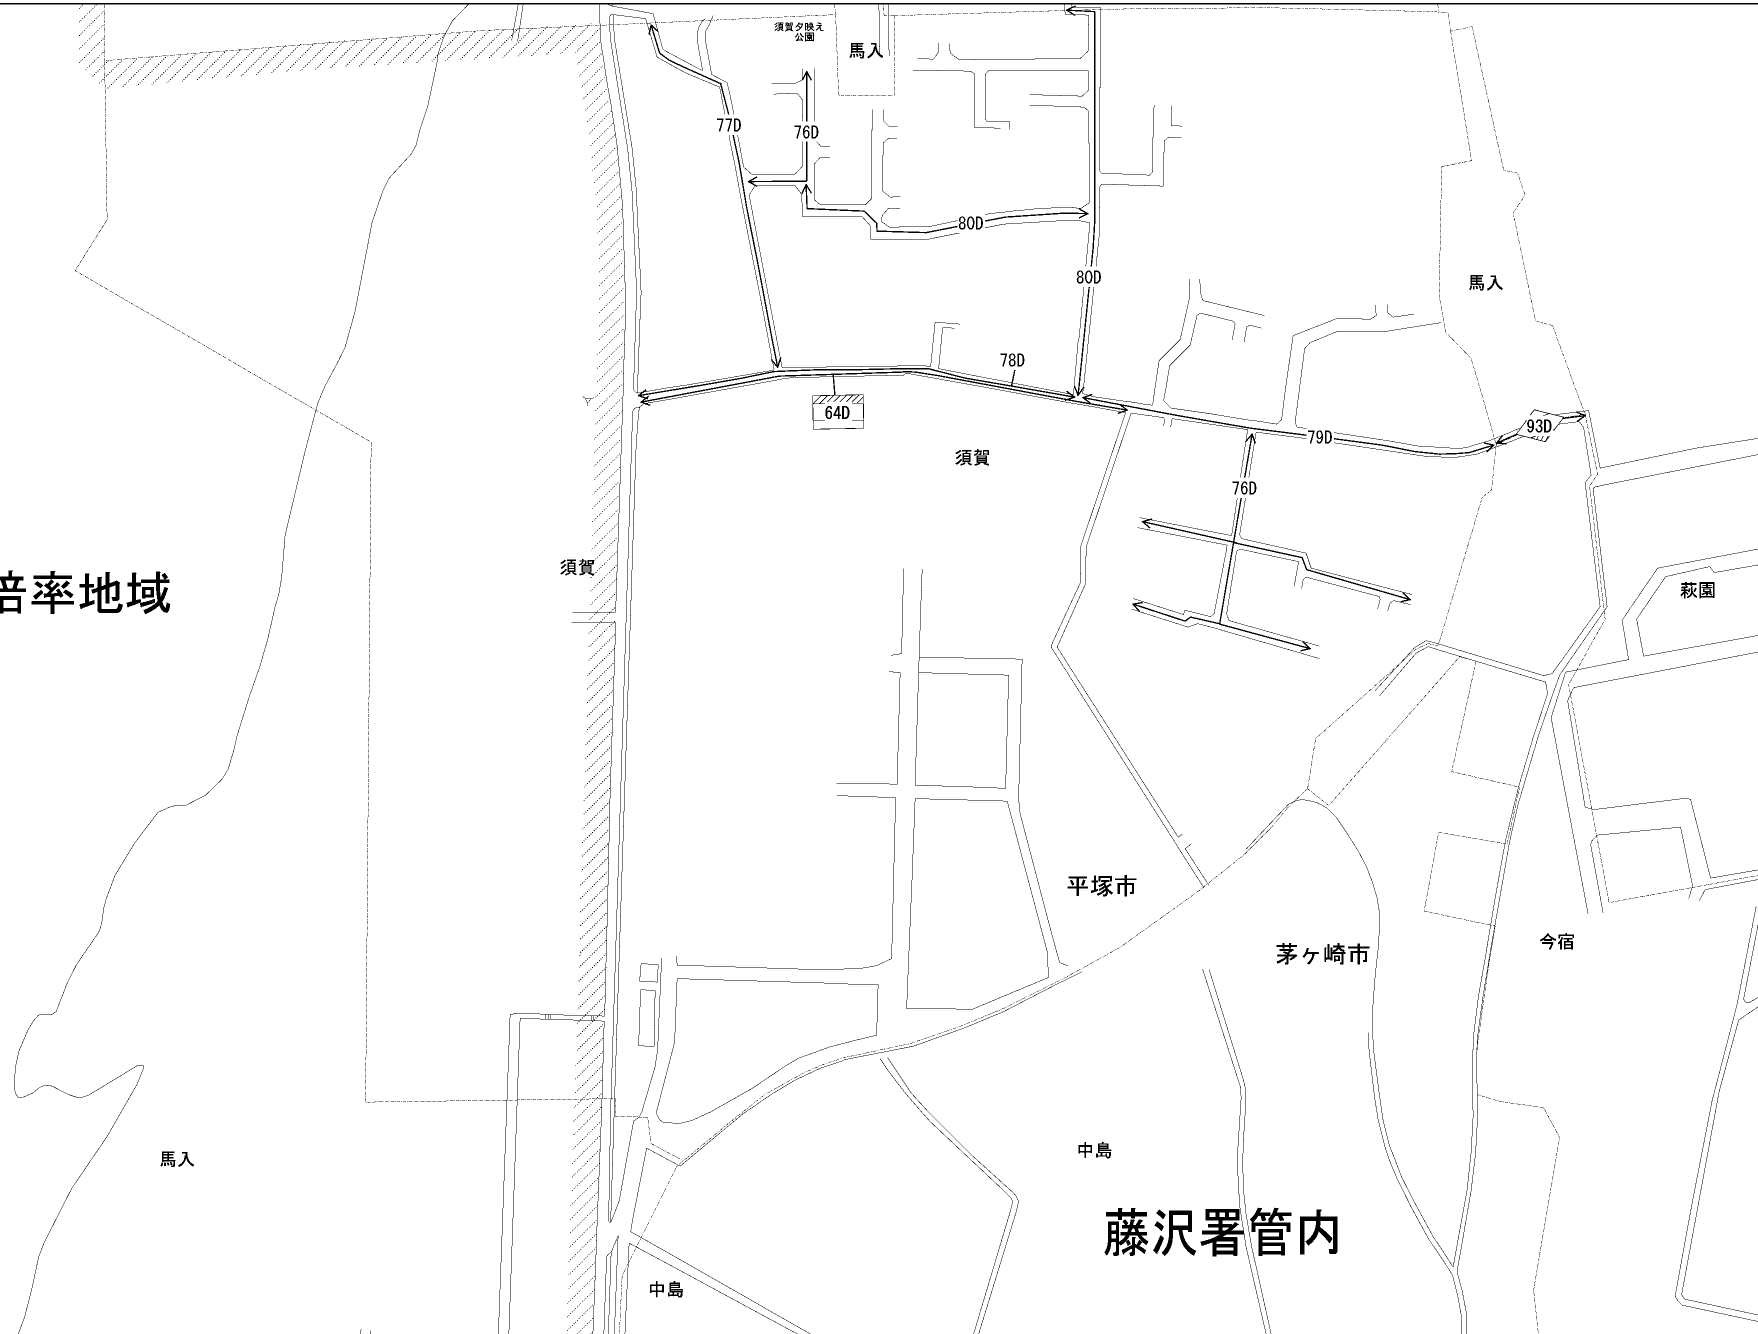 須賀夕映え
公園
馬入
77D
76D
80D
80D
馬入
78D
64D
79D
93D
須賀
76D
須賀
倍率地域
萩園
平塚市
茅ヶ崎市
今宿
馬入
中島
藤沢署管内
中島